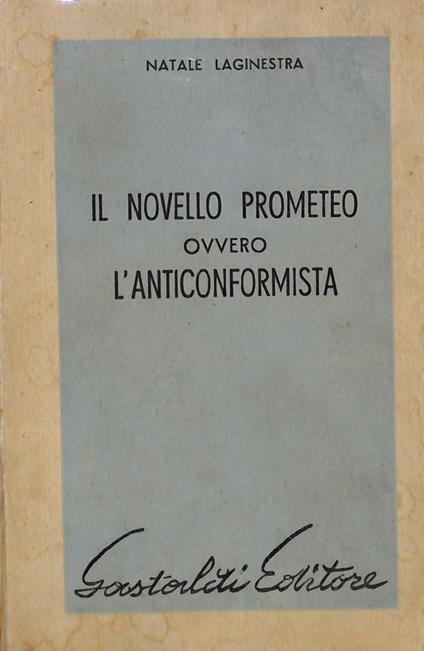 NATALE LAGINESTRA
IL NOVELLO PROMETEO
OVVERO
L'ANTICONFORMISTA
Gastaldi Editore